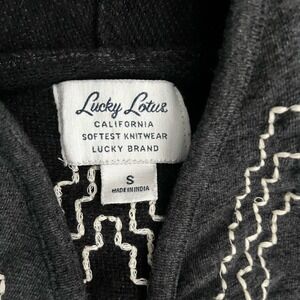 Lucky Lotus
CALIFORNIA
SOFTEST KNITWEAR
LUCKY BRAND
S
MADE IN INDIA